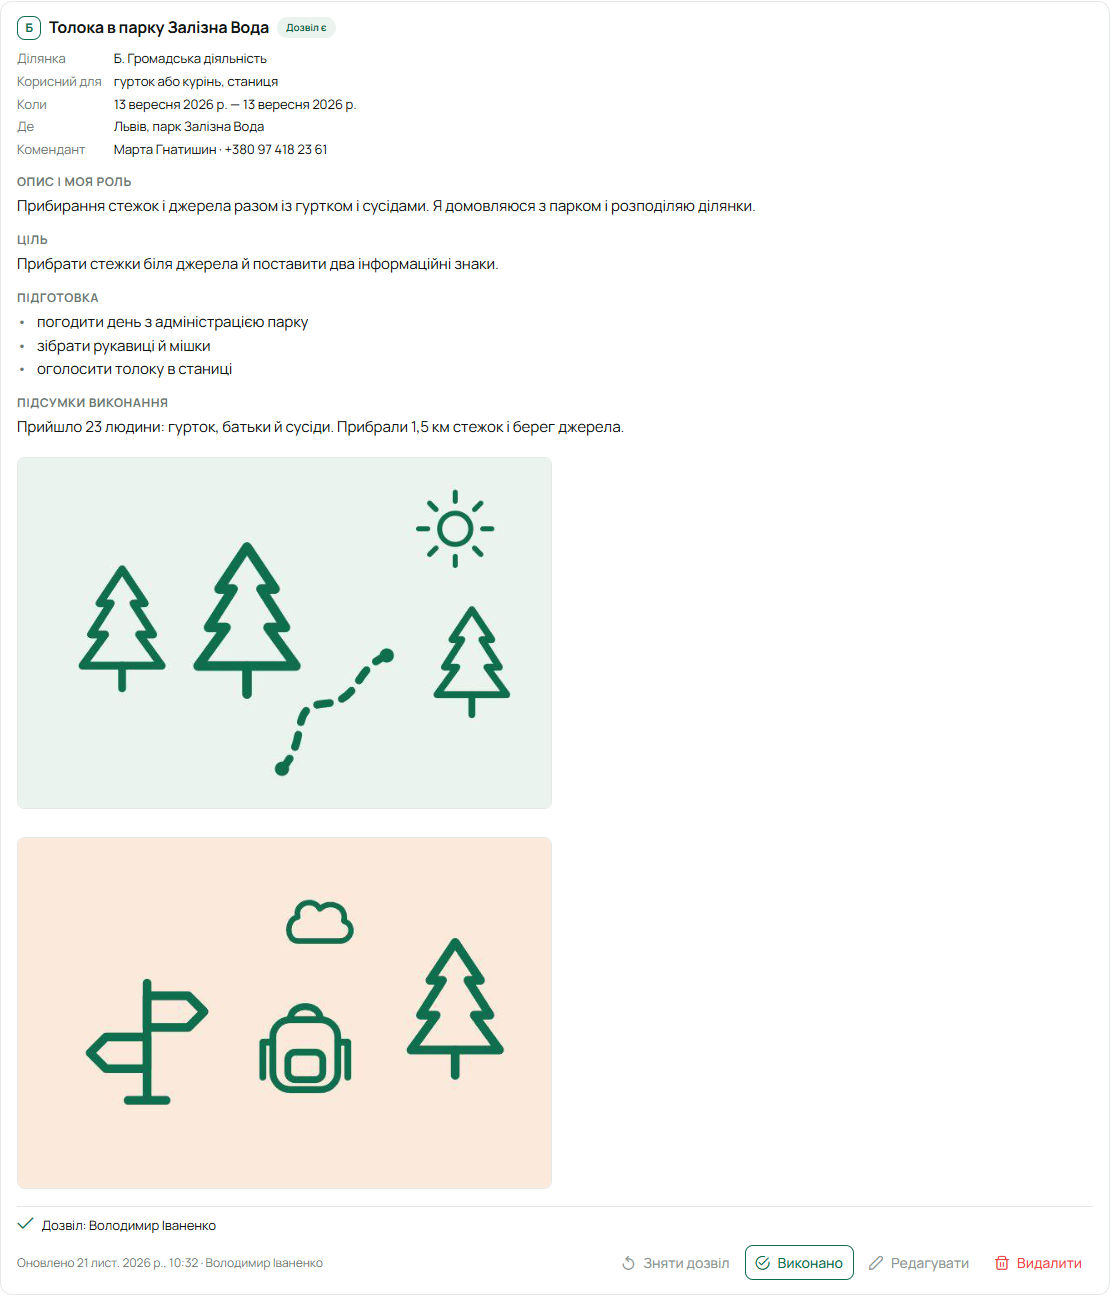 Б Толока в парку Залізна Вода Дозвіл є
Ділянка Б. Громадська діяльність
Корисний для гурток або курінь, станиця
Коли 13 вересня 2026 р. — 13 вересня 2026 р.
Де Львів, парк Залізна Вода
Комендант Марта Гнатишин · +380 97 418 23 61
ОПИС І МОЯ РОЛЬ
Прибирання стежок і джерела разом із гуртком і сусідами. Я домовляюся з парком і розподіляю ділянки.
ЦІЛЬ
Прибрати стежки біля джерела й поставити два інформаційні знаки.
ПІДГОТОВКА
• погодити день з адміністрацією парку
• зібрати рукавиці й мішки
• оголосити толоку в станиці
ПІДСУМКИ ВИКОНАННЯ
Прийшло 23 людини: гурток, батьки й сусіди. Прибрали 1,5 км стежок і берег джерела.
Дозвіл: Володимир Іваненко
Оновлено 21 лист. 2026 р., 10:32 · Володимир Іваненко Зняти дозвіл Виконано Редагувати Видалити